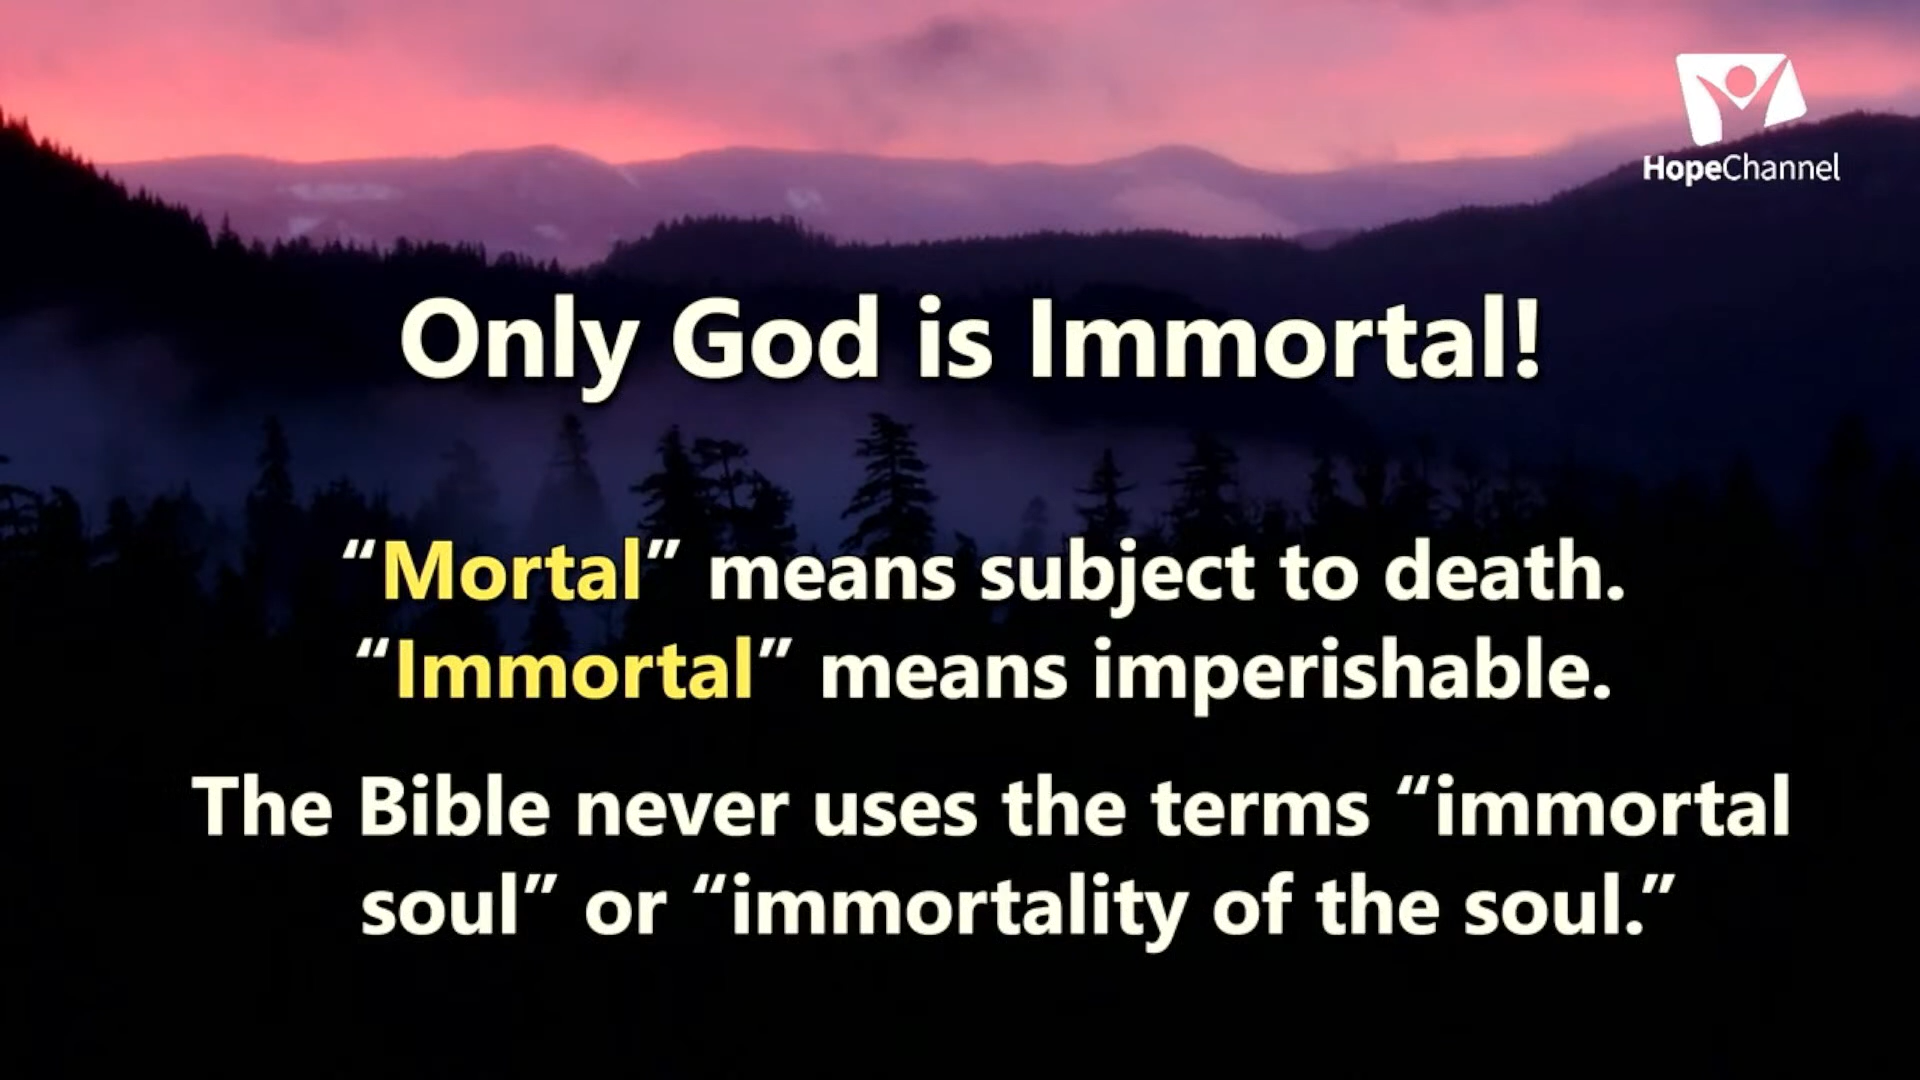 HopeChannel
Only God is Immortal!
“Mortal” means subject to death.
“Immortal” means imperishable.
The Bible never uses the terms “immortal
soul” or “immortality of the soul.”